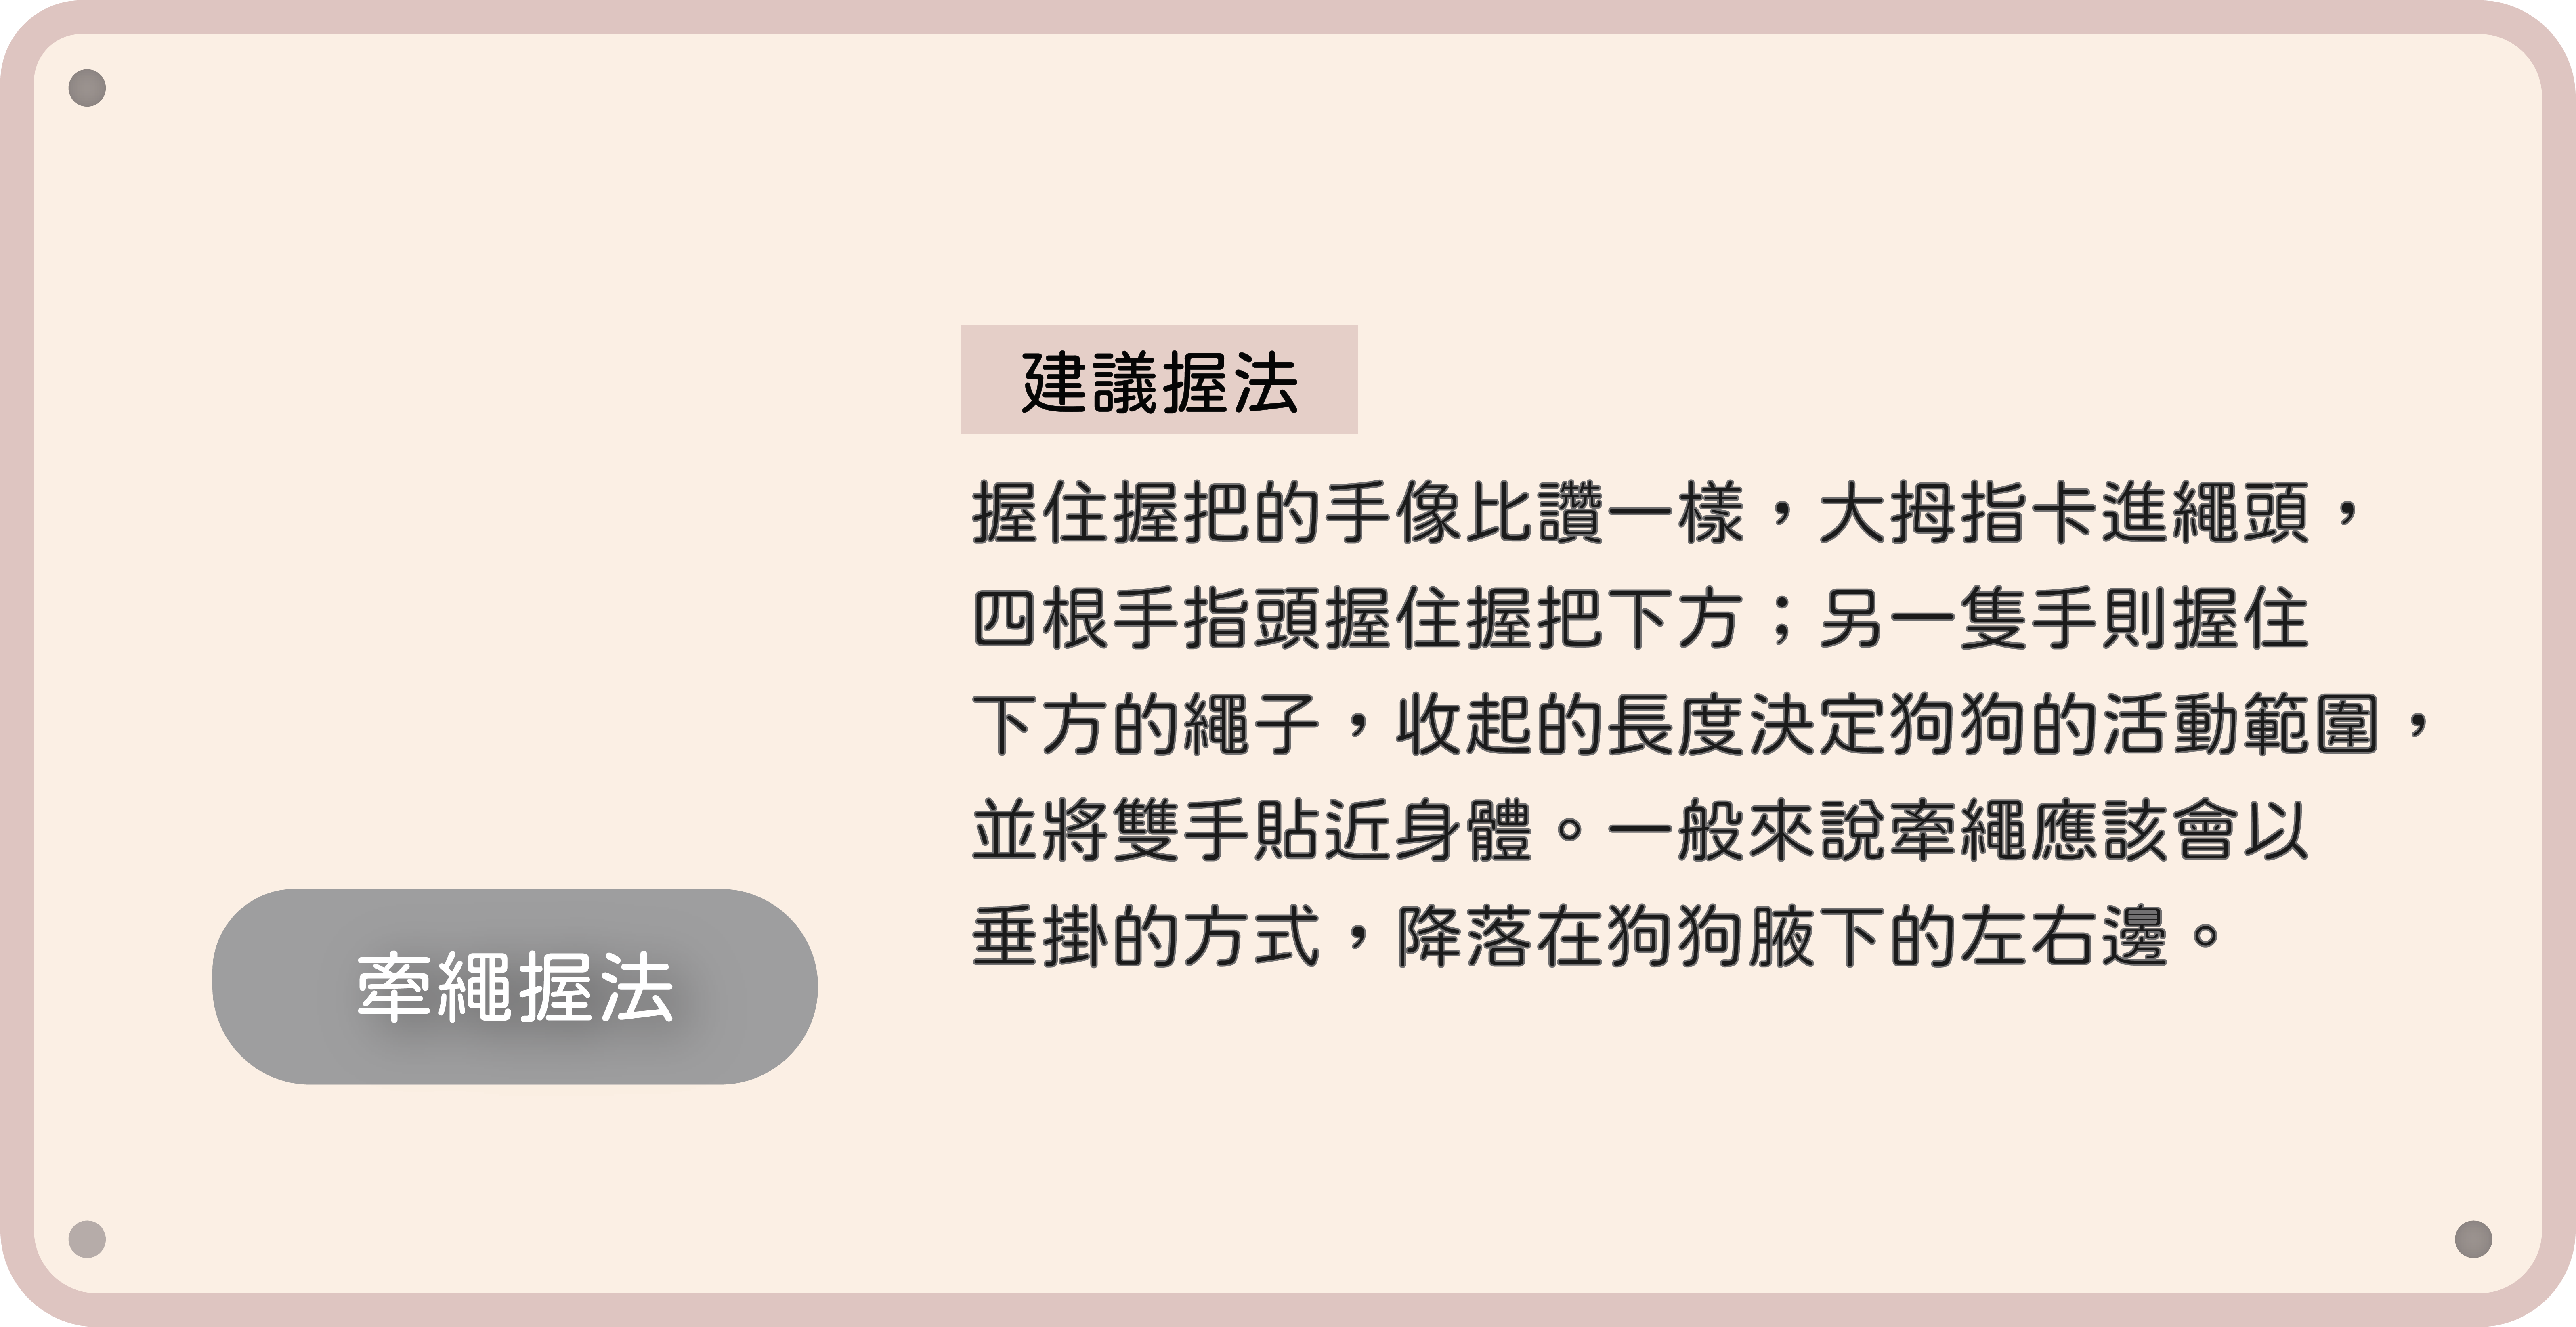 建議握法
握住握把的手像比讚一樣，大拇指卡進繩頭，
四根手指頭握住握把下方；另一隻手則握住
下方的繩子，收起的長度決定狗狗的活動範圍，
並將雙手貼近身體。一般來說牽繩應該會以
垂掛的方式，降落在狗狗腋下的左右邊。
牽繩握法